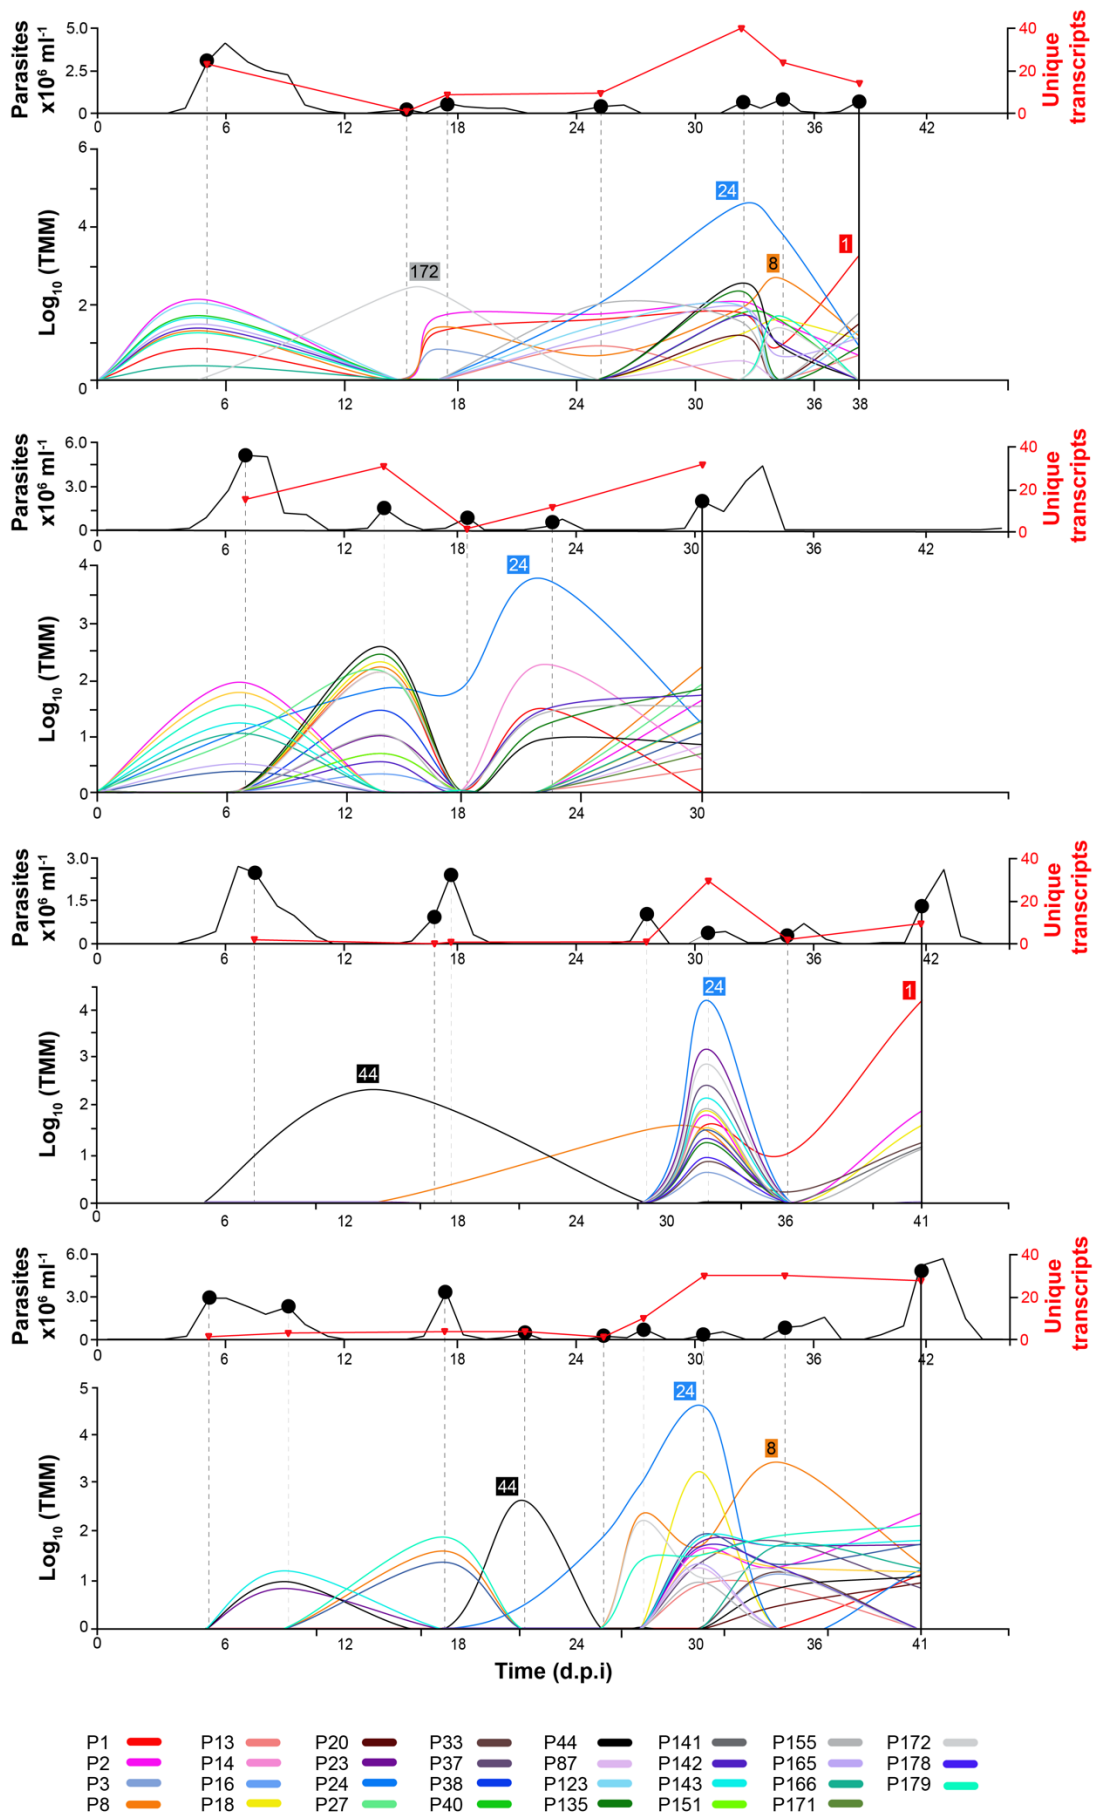 Parasites x10⁶ ml⁻¹
5.0
2.5
0
40
20
0
Unique transcripts
0 6 12 18 24 30 36 42
Log₁₀ (TMM)
6
4
2
0
172
24
8
1
0 6 12 18 24 30 36 38
Parasites x10⁶ ml⁻¹
6.0
3.0
0
40
20
0
Unique transcripts
0 6 12 18 24 30 36 42
Log₁₀ (TMM)
4
3
2
1
0
24
0 6 12 18 24 30
Parasites x10⁶ ml⁻¹
3.0
1.5
0
40
20
0
Unique transcripts
0 6 12 18 24 30 36 42
Log₁₀ (TMM)
4
3
2
1
0
44
24
1
0 6 12 18 24 30 36 41
Parasites x10⁶ ml⁻¹
6.0
3.0
0
40
20
0
Unique transcripts
0 6 12 18 24 30 36 42
Log₁₀ (TMM)
5
4
3
2
1
0
44
24
8
0 6 12 18 24 30 36 41
Time (d.p.i)
P1 P13 P20 P33 P44 P141 P155 P172
P2 P14 P23 P37 P87 P142 P165 P178
P3 P16 P24 P38 P123 P143 P166 P179
P8 P18 P27 P40 P135 P151 P171